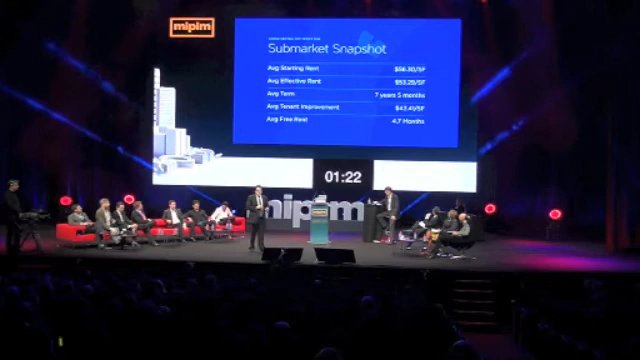 mipim
Submarket Snapshot
Avg Starting Rent $56.30/SF
Avg Effective Rent $53.25/SF
Avg Term 7 years 5 months
Avg Tenant Improvement $43.41/SF
Avg Free Rent 4.7 Months
01:22
mipim